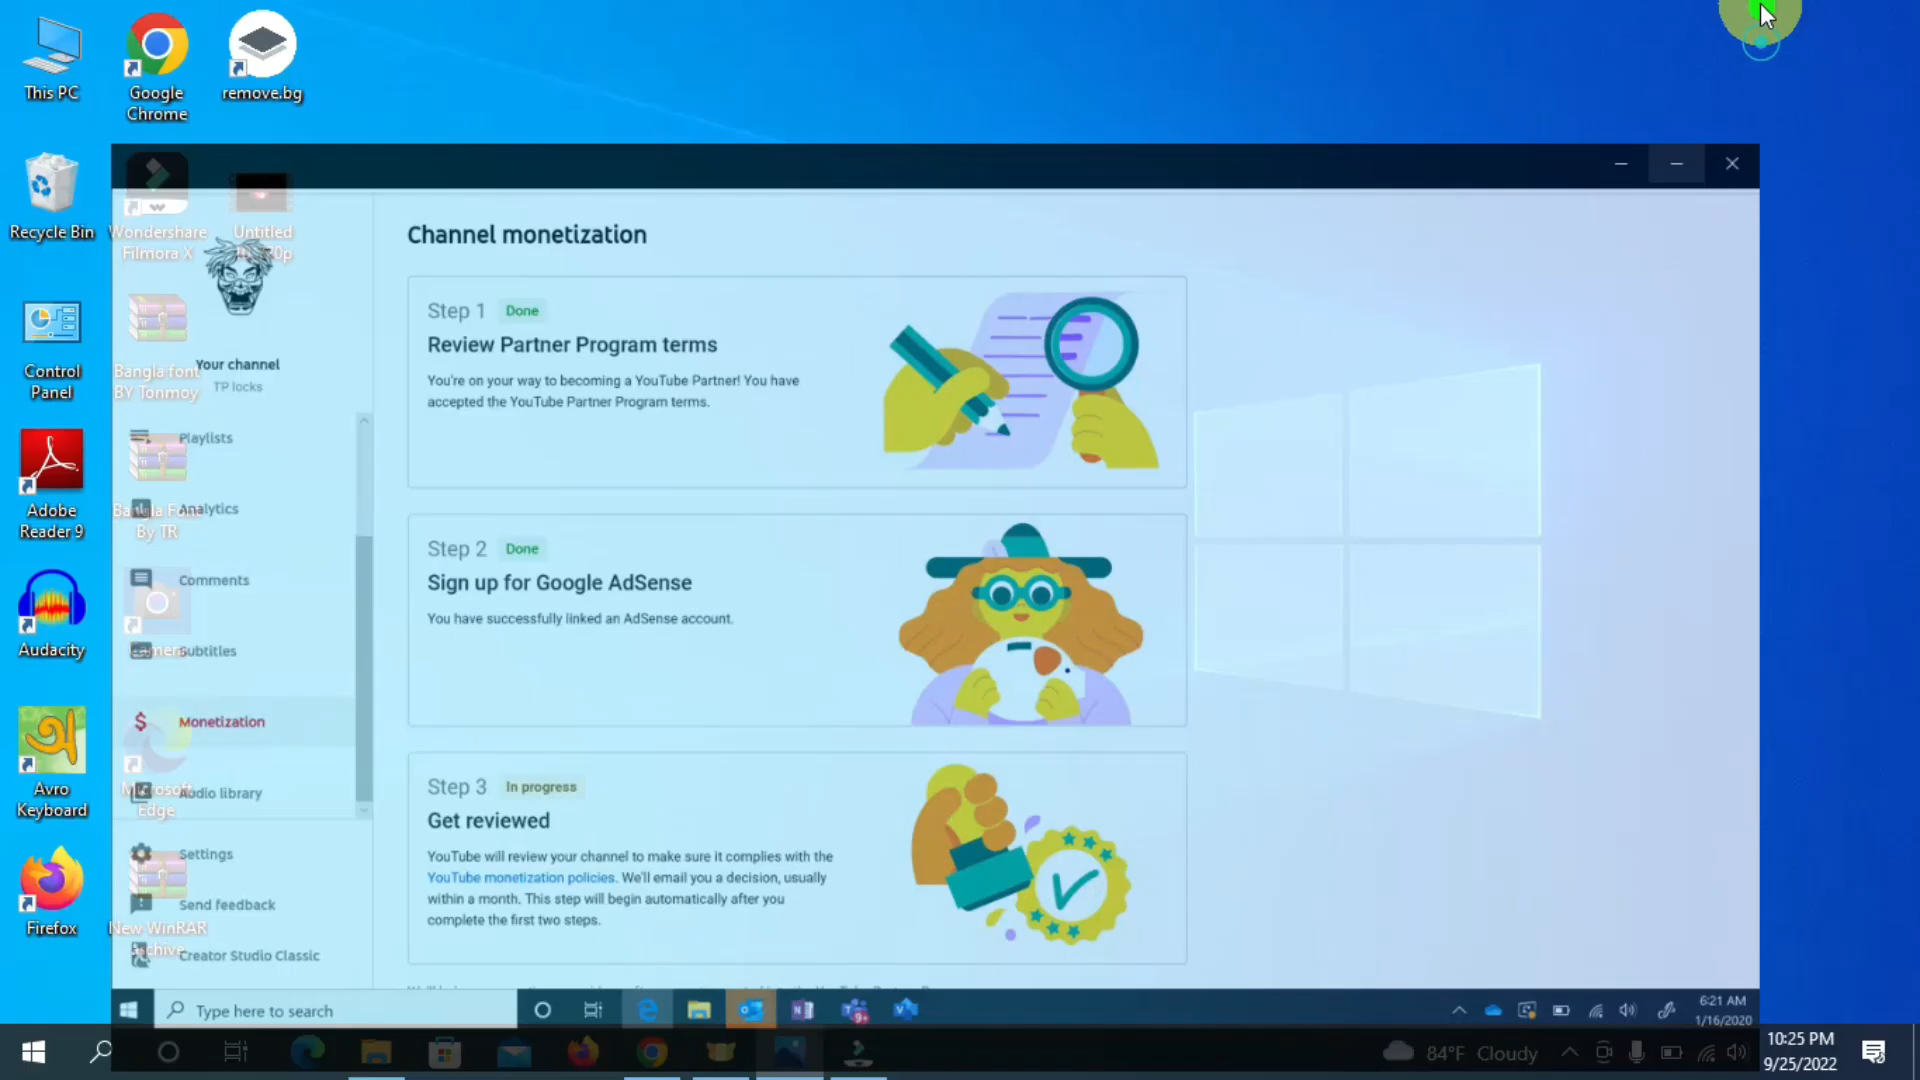 This PC
Google
Chrome
remove.bg
Recycle Bin
Wondershare
Filmora X
Untitled
Control
Panel
Bangla font
BY Tonmoy
Adobe
Reader 9
Bangla Font
By TR
Audacity
Avro
Keyboard
Microsoft
Edge
Firefox
New WinRAR
archive
Channel monetization
Your channel
TP locks
Playlists
Analytics
Comments
Subtitles
Monetization
Audio library
Settings
Send feedback
Creator Studio Classic
Step 1 Done
Review Partner Program terms
You're on your way to becoming a YouTube Partner! You have
accepted the YouTube Partner Program terms.
Step 2 Done
Sign up for Google AdSense
You have successfully linked an AdSense account.
Step 3 In progress
Get reviewed
YouTube will review your channel to make sure it complies with the
YouTube monetization policies. We'll email you a decision, usually
within a month. This step will begin automatically after you
complete the first two steps.
Type here to search
6:21 AM
1/16/2020
84°F Cloudy
10:25 PM
9/25/2022